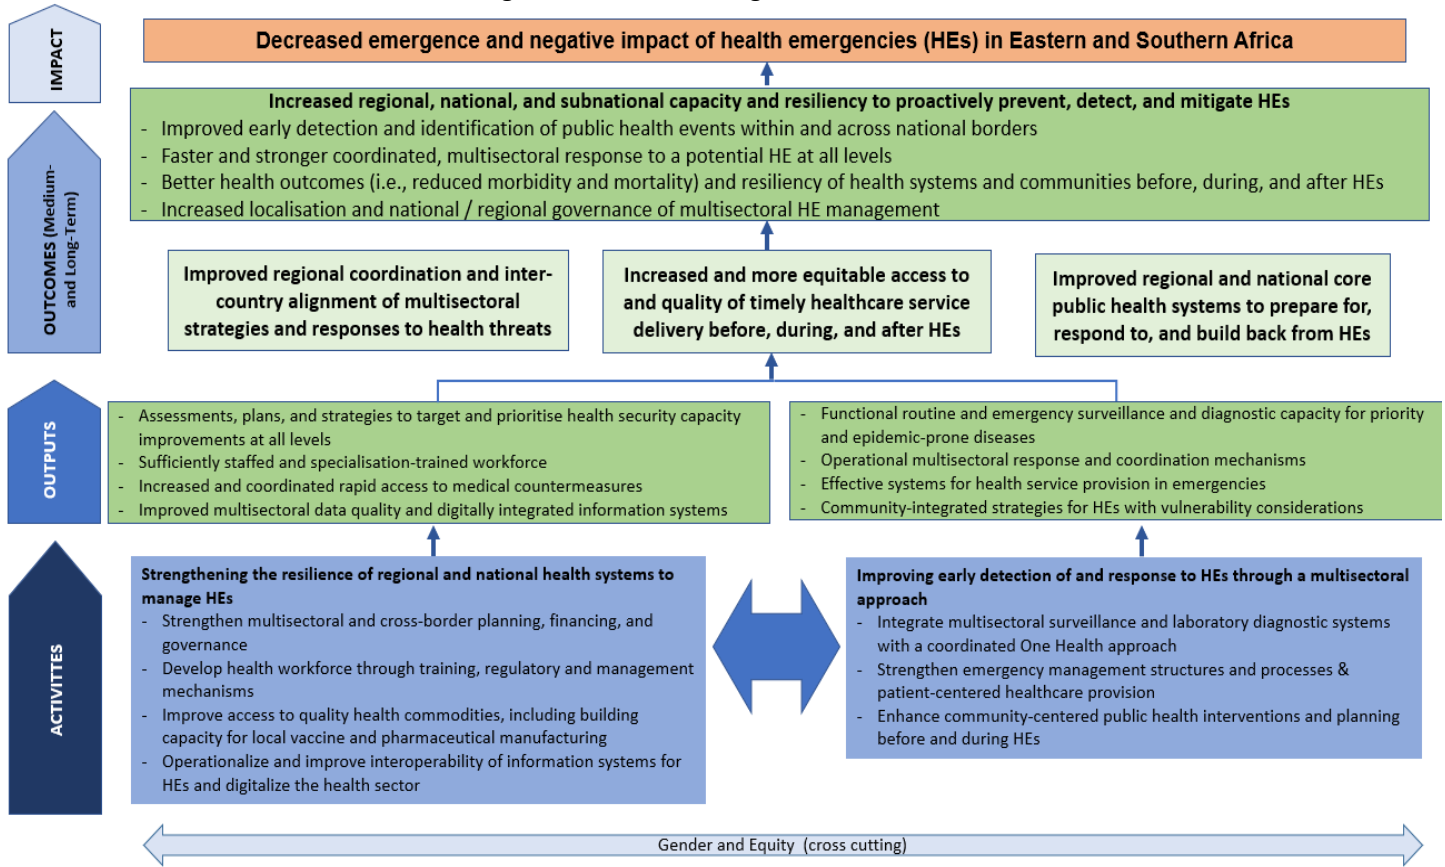 IMPACT
Decreased emergence and negative impact of health emergencies (HEs) in Eastern and Southern Africa
OUTCOMES (Medium-
and Long-Term)
Increased regional, national, and subnational capacity and resiliency to proactively prevent, detect, and mitigate HEs
- Improved early detection and identification of public health events within and across national borders
- Faster and stronger coordinated, multisectoral response to a potential HE at all levels
- Better health outcomes (i.e., reduced morbidity and mortality) and resiliency of health systems and communities before, during, and after HEs
- Increased localisation and national / regional governance of multisectoral HE management
Improved regional coordination and inter-
country alignment of multisectoral
strategies and responses to health threats
Increased and more equitable access to
and quality of timely healthcare service
delivery before, during, and after HEs
Improved regional and national core
public health systems to prepare for,
respond to, and build back from HEs
OUTPUTS
- Assessments, plans, and strategies to target and prioritise health security capacity
improvements at all levels
- Sufficiently staffed and specialisation-trained workforce
- Increased and coordinated rapid access to medical countermeasures
- Improved multisectoral data quality and digitally integrated information systems
- Functional routine and emergency surveillance and diagnostic capacity for priority
and epidemic-prone diseases
- Operational multisectoral response and coordination mechanisms
- Effective systems for health service provision in emergencies
- Community-integrated strategies for HEs with vulnerability considerations
ACTIVITTES
Strengthening the resilience of regional and national health systems to
manage HEs
- Strengthen multisectoral and cross-border planning, financing, and
governance
- Develop health workforce through training, regulatory and management
mechanisms
- Improve access to quality health commodities, including building
capacity for local vaccine and pharmaceutical manufacturing
- Operationalize and improve interoperability of information systems for
HEs and digitalize the health sector
Improving early detection of and response to HEs through a multisectoral
approach
- Integrate multisectoral surveillance and laboratory diagnostic systems
with a coordinated One Health approach
- Strengthen emergency management structures and processes &
patient-centered healthcare provision
- Enhance community-centered public health interventions and planning
before and during HEs
Gender and Equity (cross cutting)